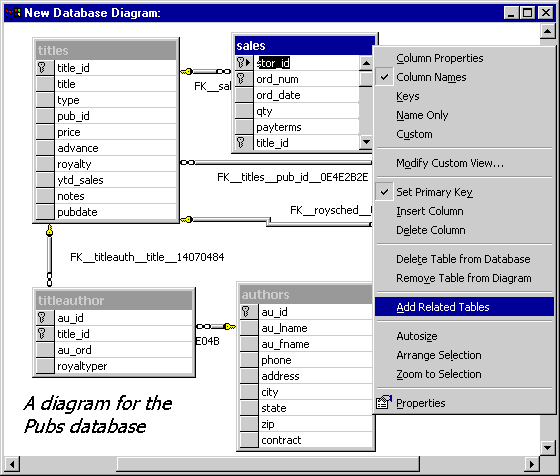 New Database Diagram:
titles
title_id
title
type
pub_id
price
advance
royalty
ytd_sales
notes
pubdate
FK__sal
sales
stor_id
ord_num
ord_date
qty
payterms
title_id
FK__titles__pub_id__0E4E2B2E
FK__roysched__
FK__titleauth__title__14070484
titleauthor
au_id
title_id
au_ord
royaltyper
E04B
authors
au_id
au_lname
au_fname
phone
address
city
state
zip
contract
A diagram for the
Pubs database
Column Properties
Column Names
Keys
Name Only
Custom
Modify Custom View...
Set Primary Key
Insert Column
Delete Column
Delete Table from Database
Remove Table from Diagram
Add Related Tables
Autosize
Arrange Selection
Zoom to Selection
Properties